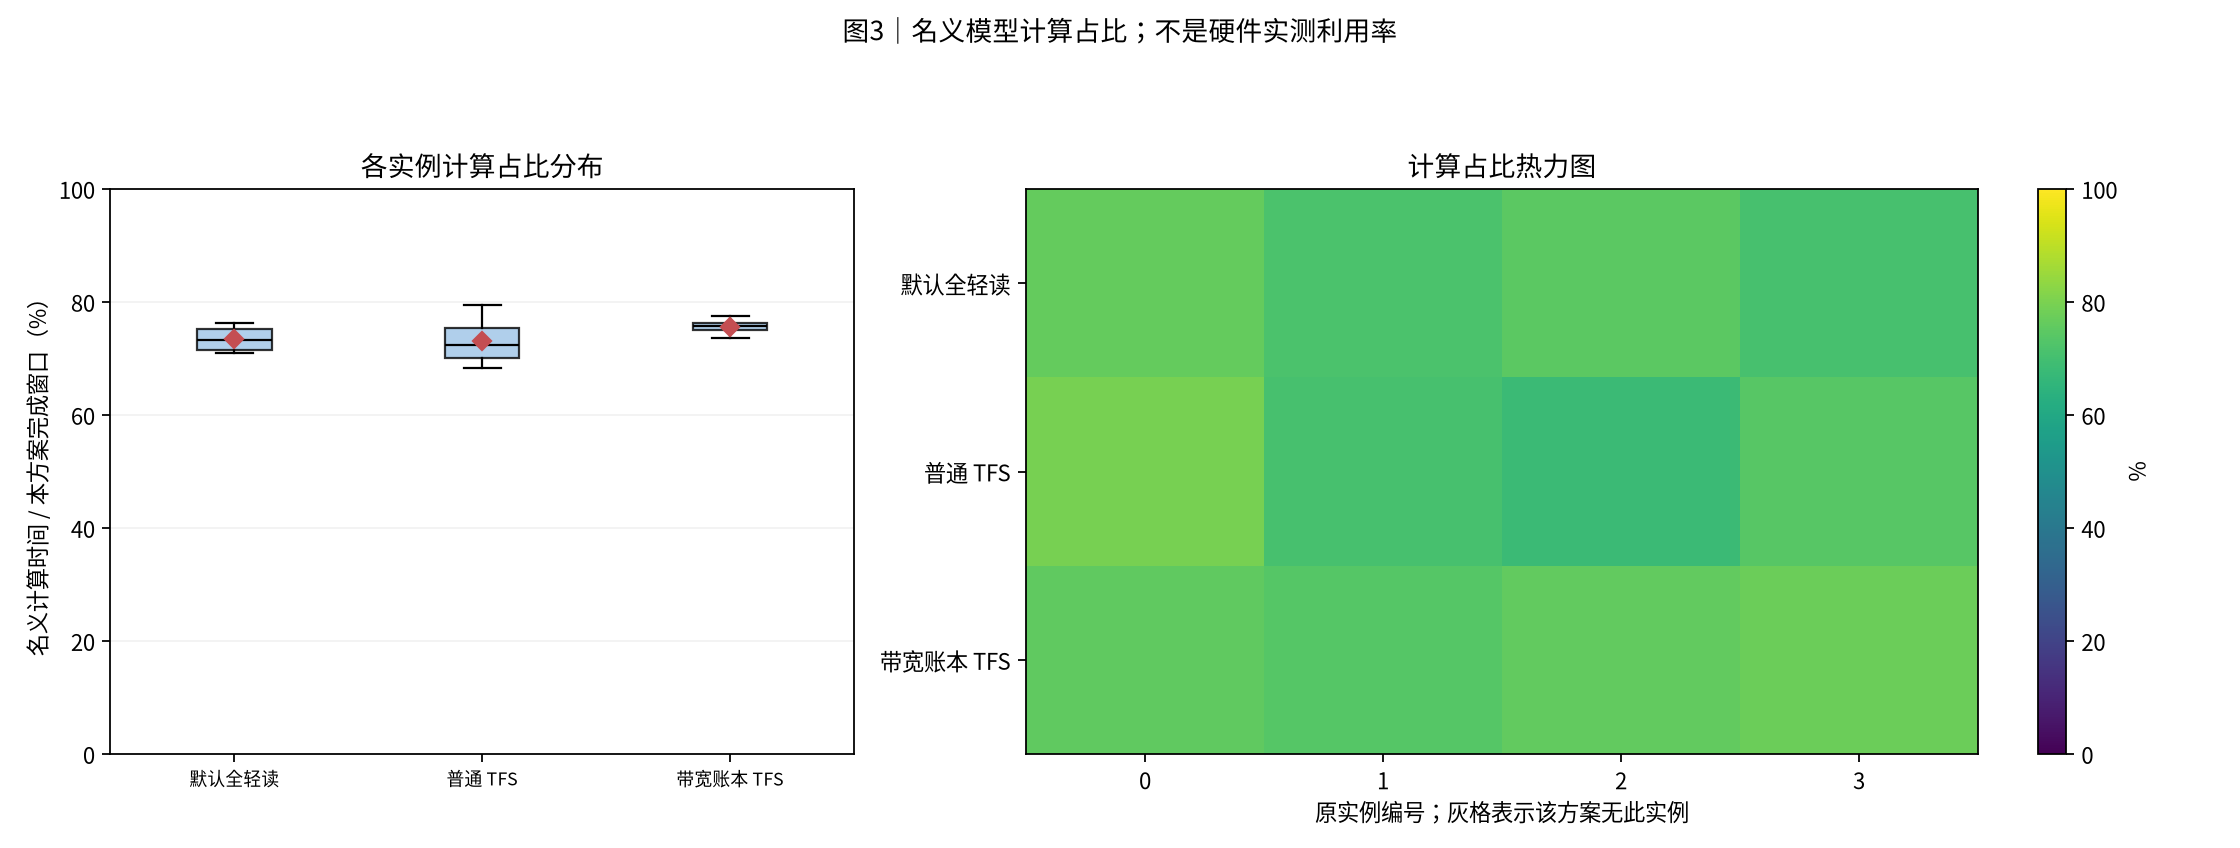 图3｜名义模型计算占比；不是硬件实测利用率
各实例计算占比分布
名义计算时间 / 本方案完成窗口（%）
100
80
60
40
20
0
默认全轻读
普通 TFS
带宽账本 TFS
计算占比热力图
默认全轻读
普通 TFS
带宽账本 TFS
0
1
2
3
原实例编号；灰格表示该方案无此实例
100
80
60
40
20
0
%